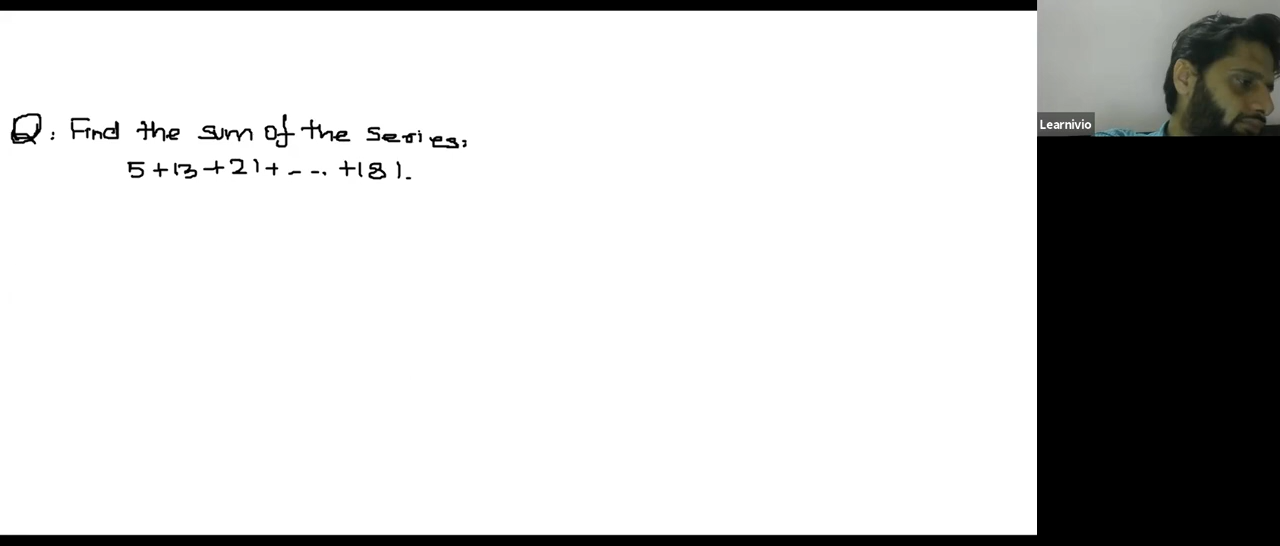 Q: Find the sum of the series,
5+13+21+-... +181.
Learnivio